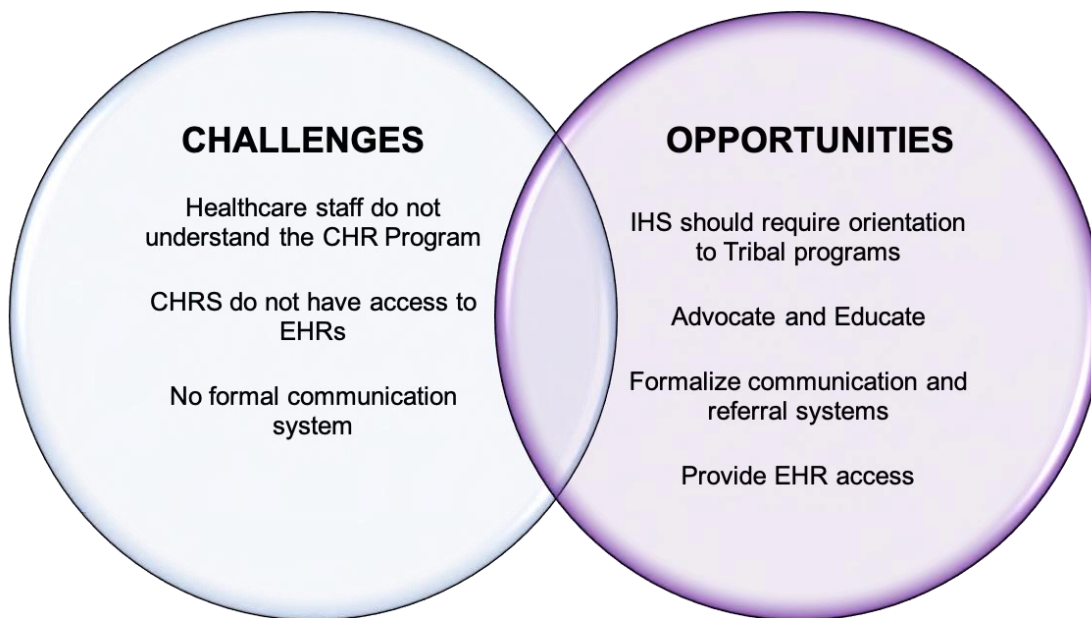 CHALLENGES
Healthcare staff do not
understand the CHR Program
CHRS do not have access to
EHRs
No formal communication
system
OPPORTUNITIES
IHS should require orientation
to Tribal programs
Advocate and Educate
Formalize communication and
referral systems
Provide EHR access